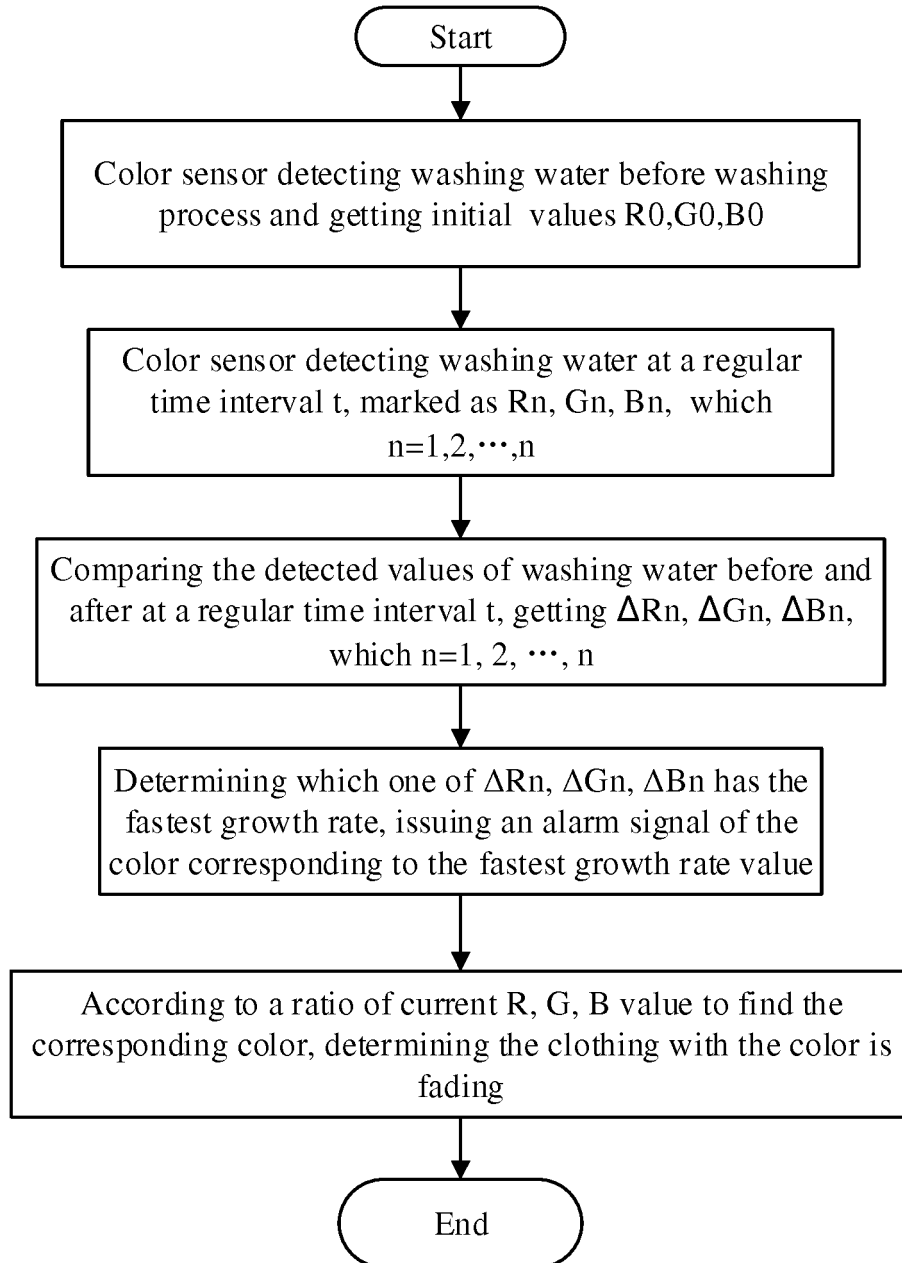 Start
Color sensor detecting washing water before washing
process and getting initial values R0,G0,B0
Color sensor detecting washing water at a regular
time interval t, marked as Rn, Gn, Bn, which
n=1,2,⋯,n
Comparing the detected values of washing water before and
after at a regular time interval t, getting ΔRn, ΔGn, ΔBn,
which n=1, 2, ⋯, n
Determining which one of ΔRn, ΔGn, ΔBn has the
fastest growth rate, issuing an alarm signal of the
color corresponding to the fastest growth rate value
According to a ratio of current R, G, B value to find the
corresponding color, determining the clothing with the color is
fading
End